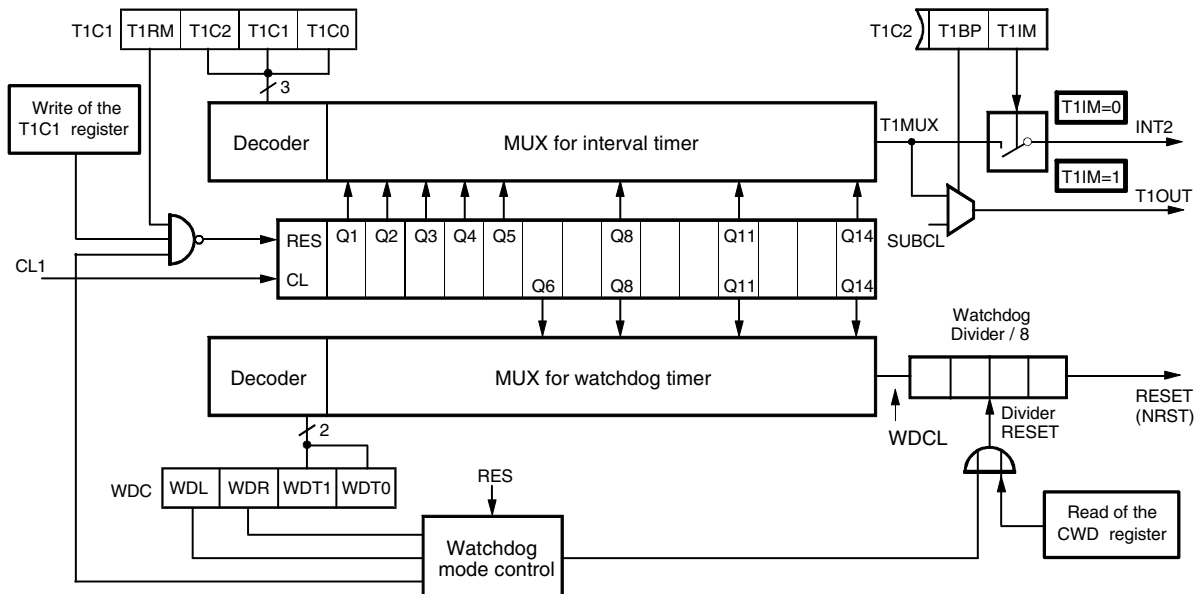 T1C1 T1RM T1C2 T1C1 T1C0
T1C2 T1BP T1IM
3
Write of the
T1C1 register
Decoder
MUX for interval timer
T1MUX
T1IM=0
INT2
T1IM=1
T1OUT
SUBCL
RES Q1 Q2 Q3 Q4 Q5 Q8 Q11 Q14
CL1
CL Q6 Q8 Q11 Q14
Watchdog
Divider / 8
Decoder
MUX for watchdog timer
RESET
(NRST)
Divider
RESET
WDCL
2
WDC WDL WDR WDT1 WDT0
RES
Read of the
CWD register
Watchdog
mode control